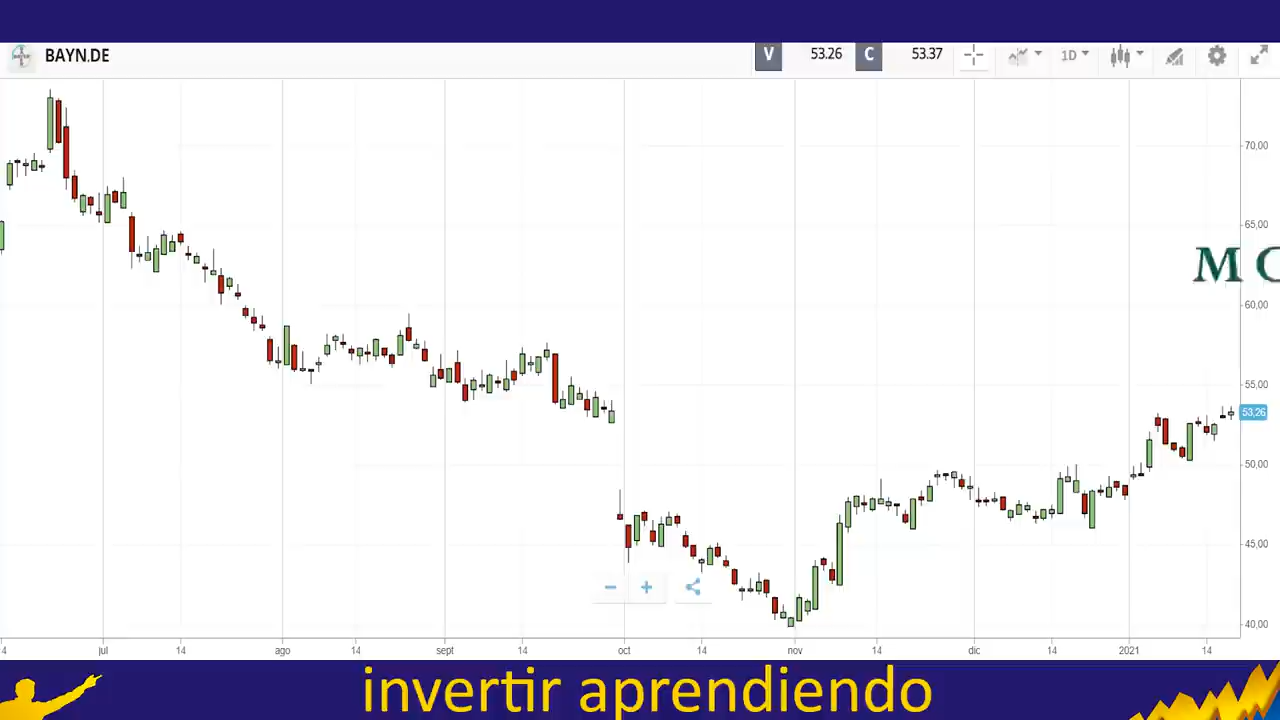 BAYN.DE
V 53.26 C 53.37 1D
70,00
65,00
M C
60,00
55,00
53,26
50,00
45,00
40,00
4 jul 14 ago 14 sept 14 oct 14 nov 14 dic 14 2021 14
invertir aprendiendo